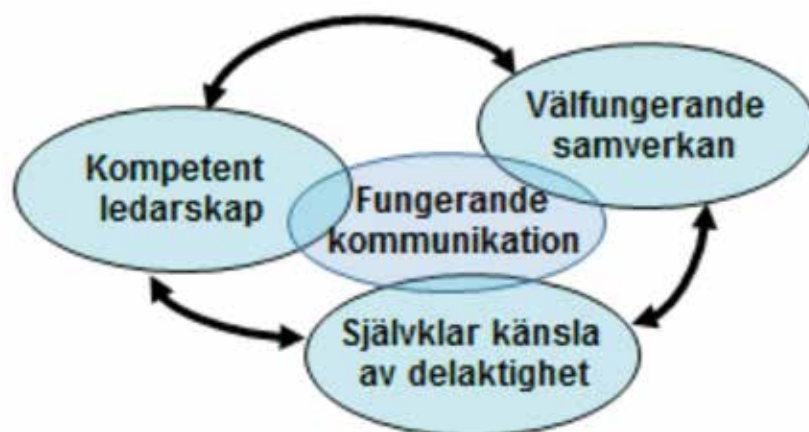 Kompetent
ledarskap
Välfungerande
samverkan
Fungerande
kommunikation
Självklar känsla
av delaktighet